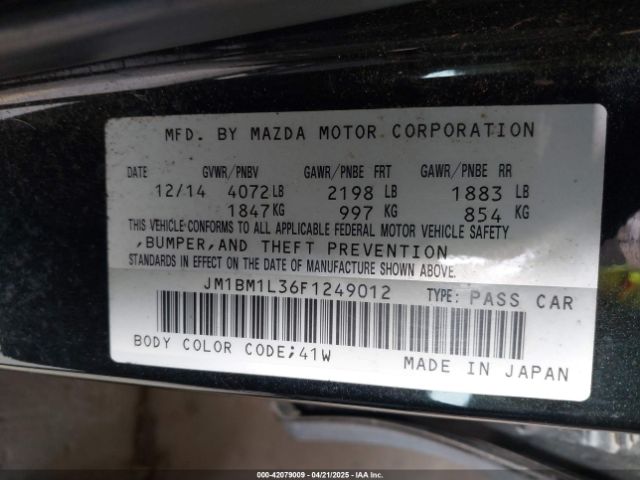 MFD. BY MAZDA MOTOR CORPORATION
DATE GVWR/PNBV GAWR/PNBE FRT GAWR/PNBE RR
12/14 4072 LB 2198 LB 1883 LB
1847 KG 997 KG 854 KG
THIS VEHICLE CONFORMS TO ALL APPLICABLE FEDERAL MOTOR VEHICLE SAFETY
,BUMPER,AND THEFT PREVENTION
STANDARDS IN EFFECT ON THE DATE OF MANUFACTURE SHOWN ABOVE.
JM1BM1L36F1249012 TYPE: PASS CAR
BODY COLOR CODE;41W MADE IN JAPAN
000-42079009 04/21/2025 IAAI.com